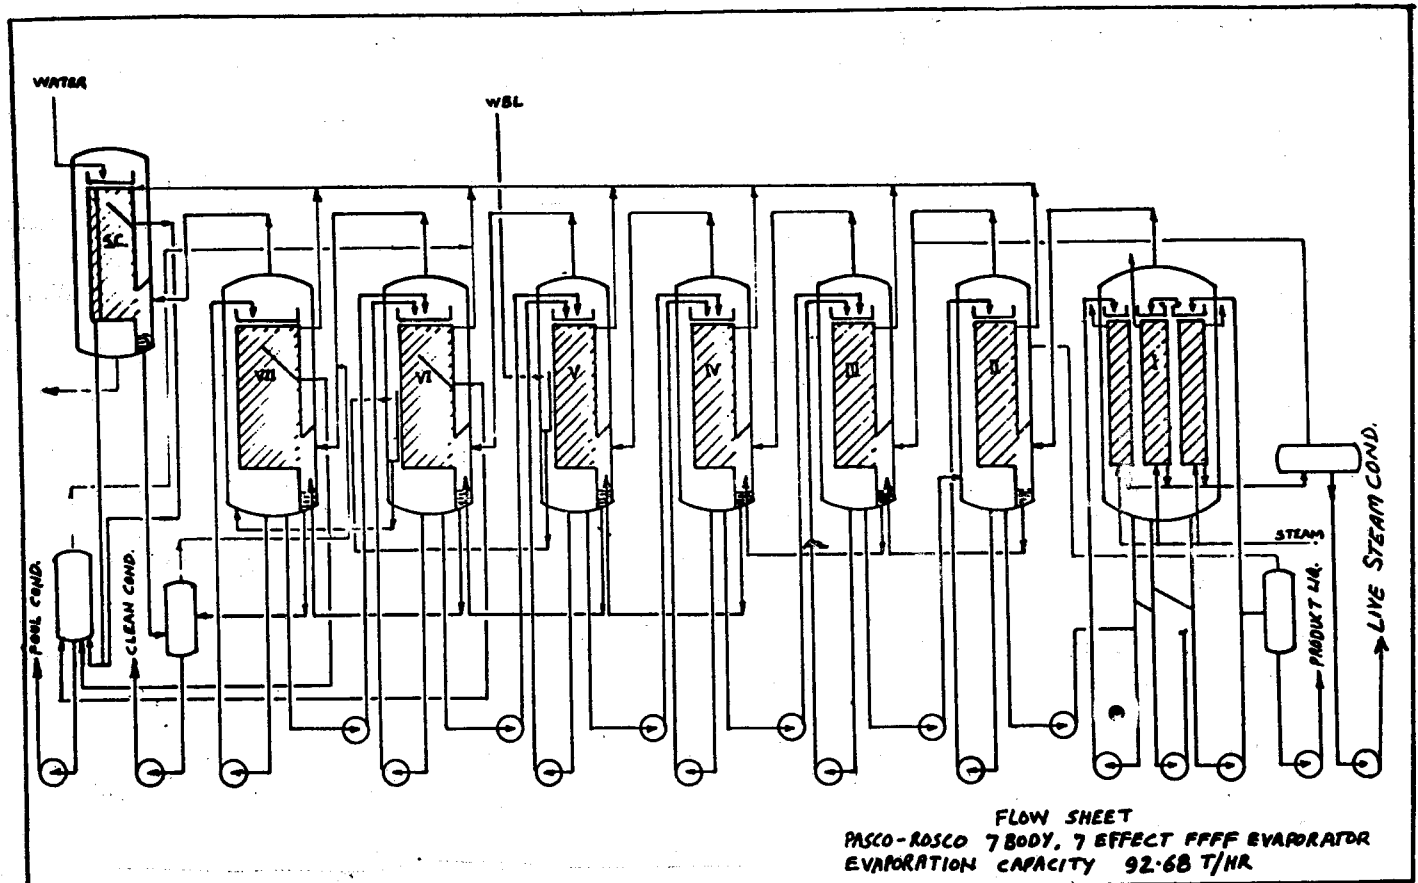 WATER
WBL
S.C.
VII
VI
V
IV
III
II
I
STEAM
FOUL COND.
CLEAN COND.
PRODUCT LIQ.
LIVE STEAM COND.
FLOW SHEET
PASCO-ROSCO 7 BODY, 7 EFFECT FFFF EVAPORATOR
EVAPORATION CAPACITY 92.68 T/HR